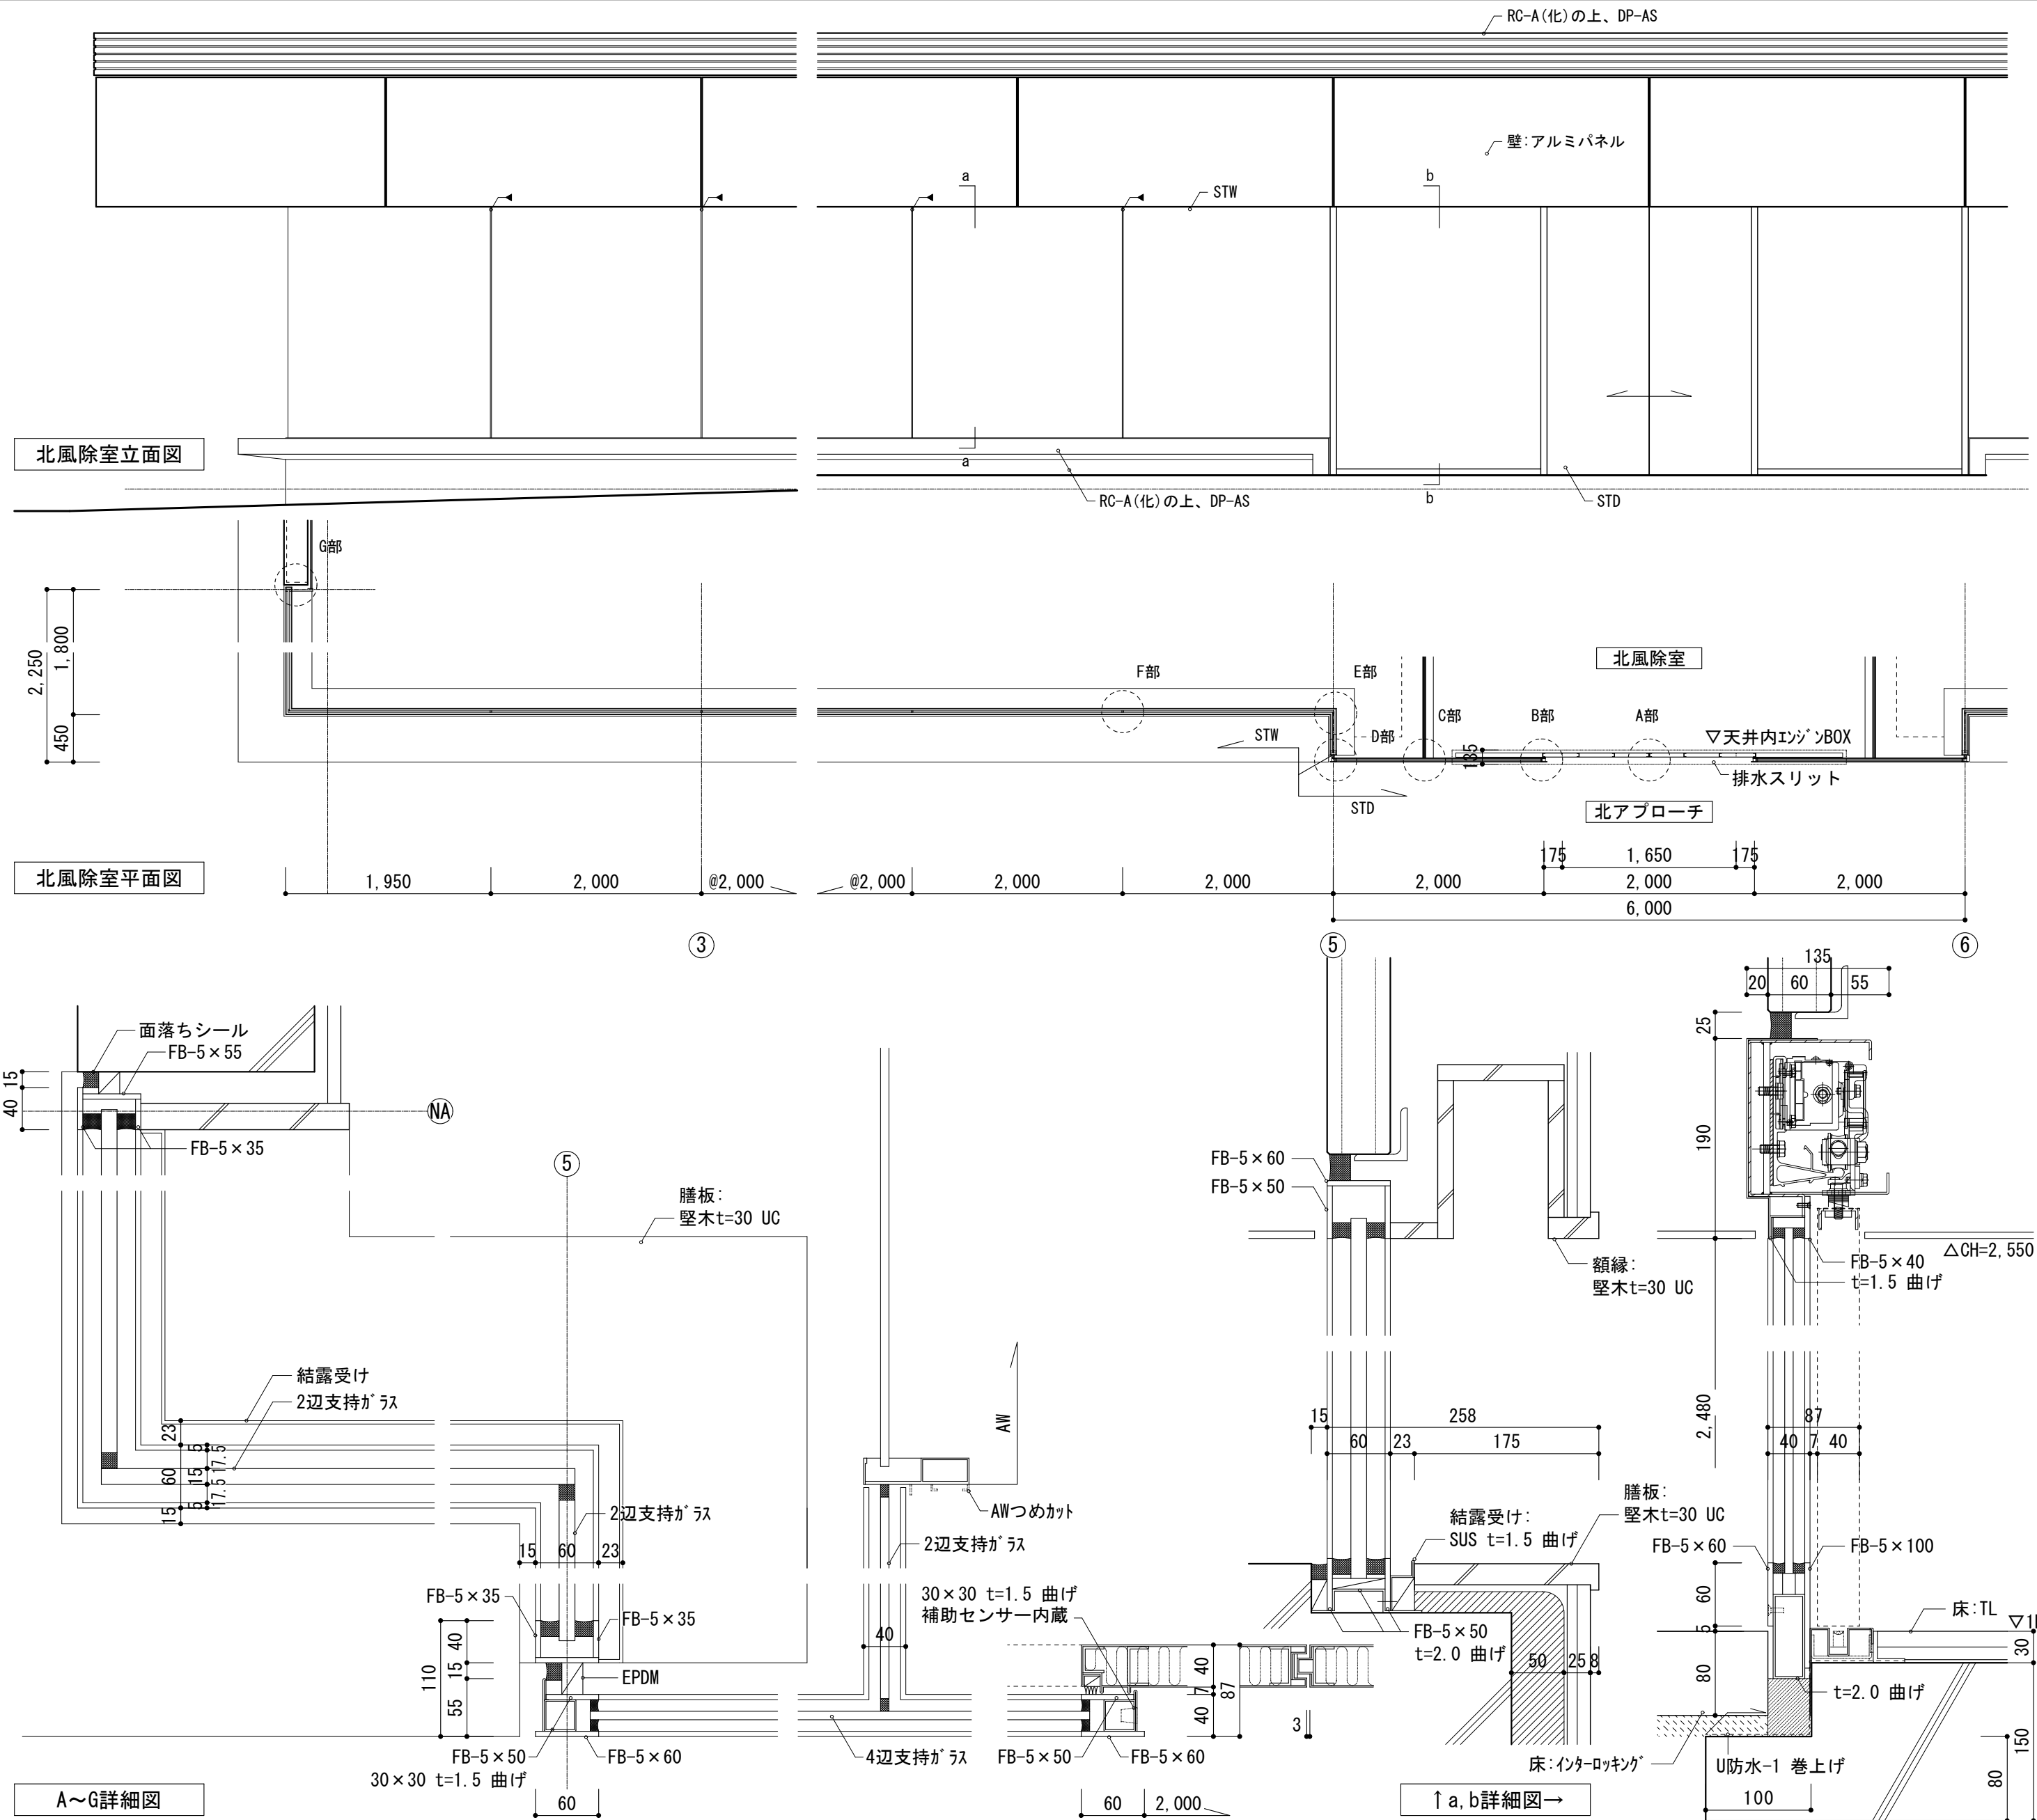 RC-A(化)の上、DP-AS
壁:アルミパネル
a
b
STW
北風除室立面図
a
b
RC-A(化)の上、DP-AS
STD
G部
2,250
1,800
450
F部
E部
北風除室
C部
B部
A部
D部
STW
135
▽天井内エンジンBOX
排水スリット
STD
北アプローチ
北風除室平面図
175
1,650
175
1,950
2,000
@2,000
@2,000
2,000
2,000
2,000
2,000
2,000
6,000
3
5
6
面落ちシール
FB-5×55
15
40
NA
FB-5×35
5
膳板:
堅木t=30 UC
結露受け
2辺支持ガラス
23
60
15
5
17.5
15
17.5
5
2辺支持ガラス
15
60
23
FB-5×35
FB-5×35
110
40
15
55
EPDM
FB-5×50
FB-5×60
30×30 t=1.5 曲げ
AW
AWつめカット
2辺支持ガラス
40
30×30 t=1.5 曲げ
補助センサー内蔵
4辺支持ガラス
FB-5×50
FB-5×60
40
7
40
87
3
60
60
2,000
A~G詳細図
FB-5×60
FB-5×50
額縁:
堅木t=30 UC
15
258
60
23
175
結露受け:
SUS t=1.5 曲げ
膳板:
堅木t=30 UC
FB-5×50
t=2.0 曲げ
50
25
8
↑a,b詳細図→
135
20
60
55
25
190
△CH=2,550
FB-5×40
t=1.5 曲げ
2,480
87
40
7
40
FB-5×60
FB-5×100
60
5
80
床:TL
30
150
80
t=2.0 曲げ
床:インターロッキング
U防水-1 巻上げ
100